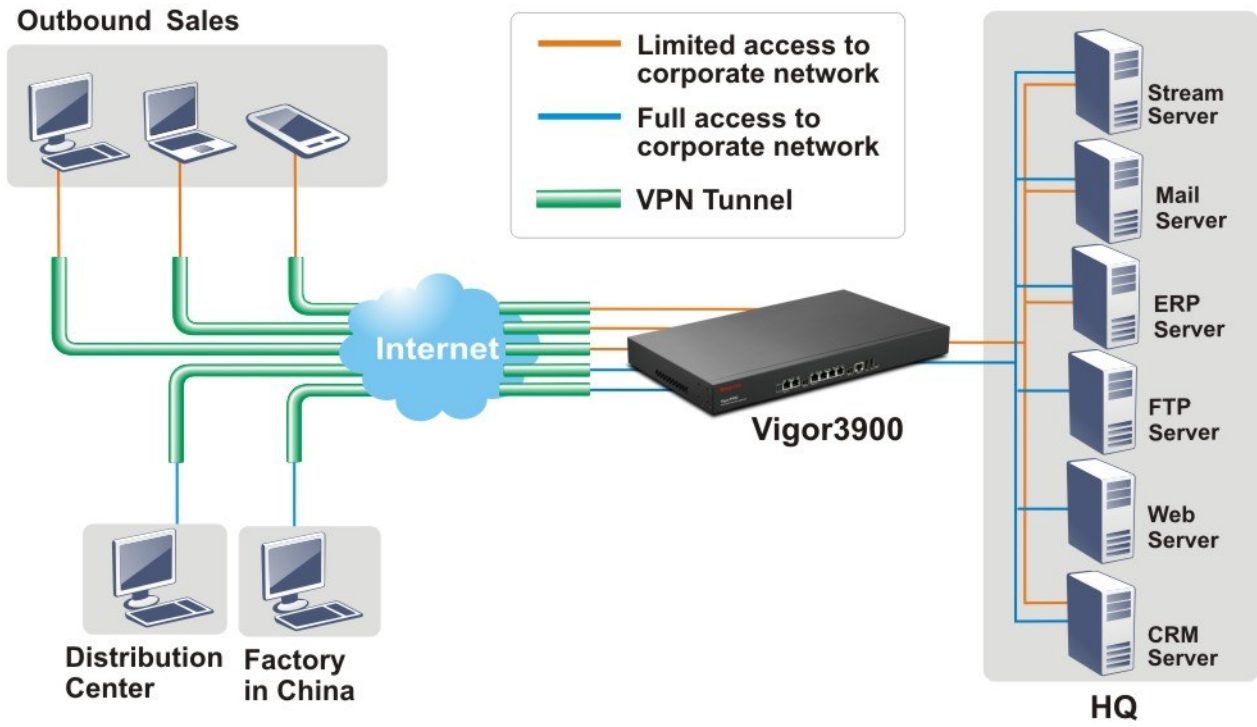 Outbound Sales
Limited access to
corporate network
Full access to
corporate network
VPN Tunnel
Internet
Vigor3900
Distribution
Center
Factory
in China
Stream
Server
Mail
Server
ERP
Server
FTP
Server
Web
Server
CRM
Server
HQ